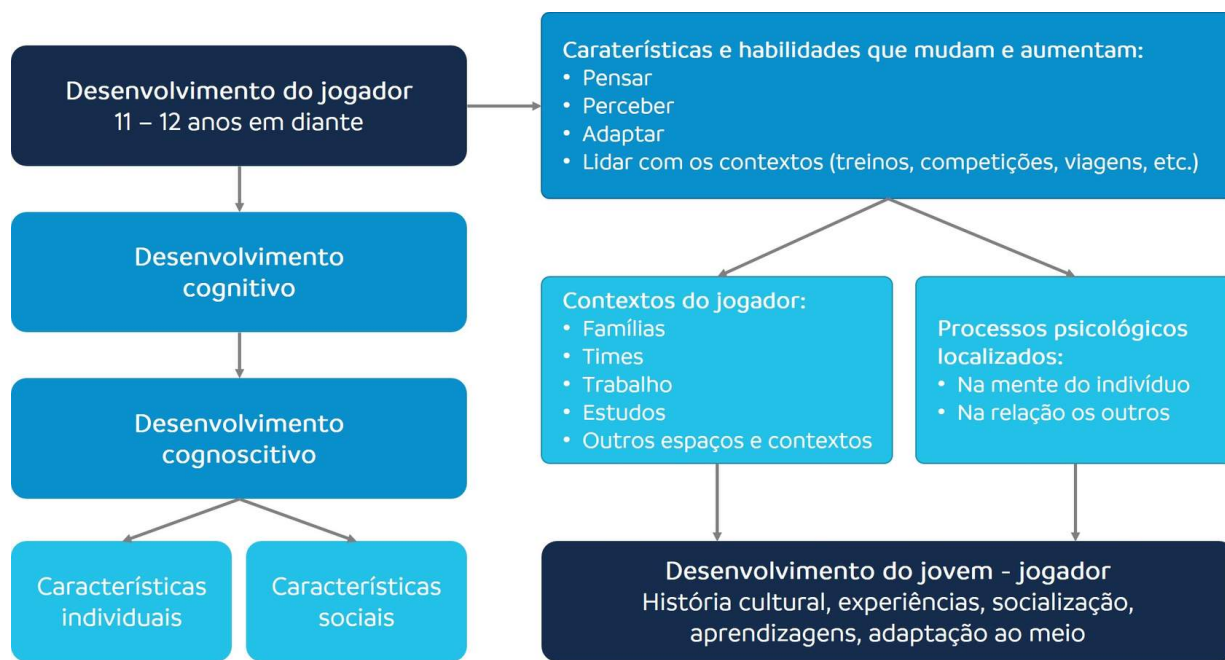 Desenvolvimento do jogador
11 – 12 anos em diante
Caraterísticas e habilidades que mudam e aumentam:
• Pensar
• Perceber
• Adaptar
• Lidar com os contextos (treinos, competições, viagens, etc.)
Desenvolvimento
cognitivo
Desenvolvimento
cognoscitivo
Características
individuais
Características
sociais
Contextos do jogador:
• Famílias
• Times
• Trabalho
• Estudos
• Outros espaços e contextos
Processos psicológicos
localizados:
• Na mente do indivíduo
• Na relação os outros
Desenvolvimento do jovem - jogador
História cultural, experiências, socialização,
aprendizagens, adaptação ao meio